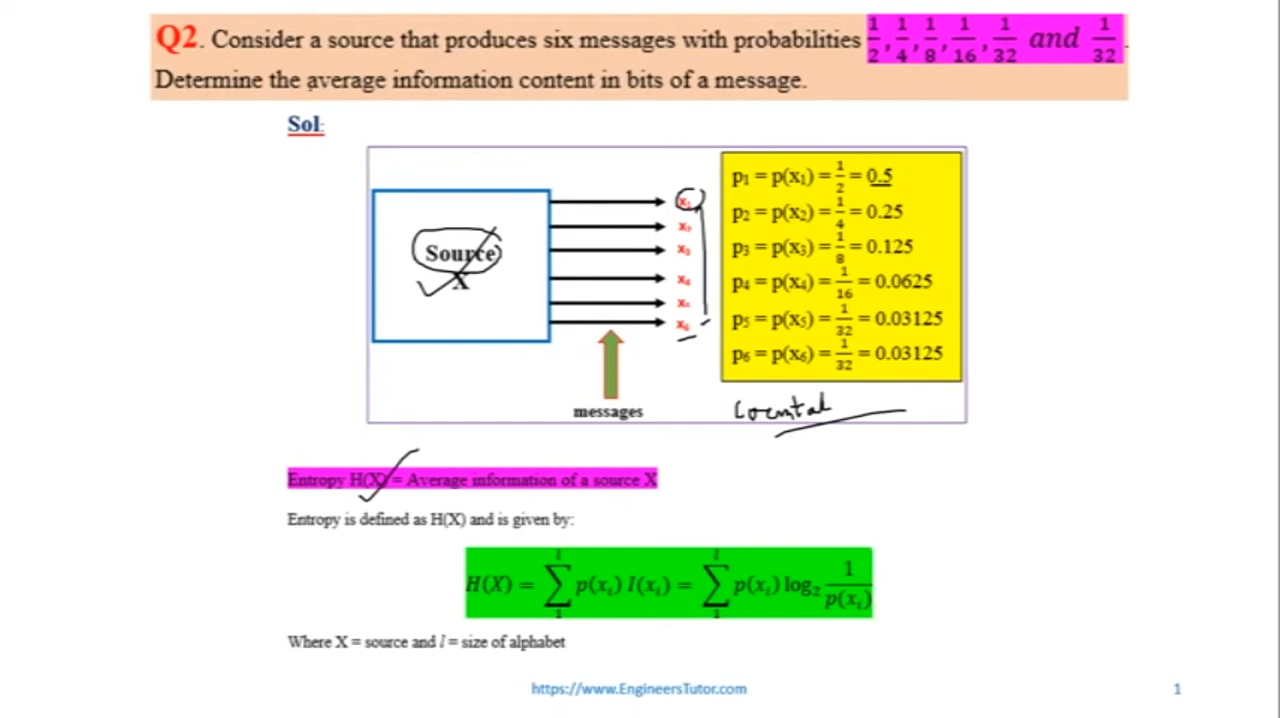 Q2. Consider a source that produces six messages with probabilities 1/2, 1/4, 1/8, 1/16, 1/32 and 1/32.
Determine the average information content in bits of a message.
Sol:
Source
X
x₁
x₂
x₃
x₄
x₅
x₆
messages
p₁ = p(x₁) = 1/2 = 0.5
p₂ = p(x₂) = 1/4 = 0.25
p₃ = p(x₃) = 1/8 = 0.125
p₄ = p(x₄) = 1/16 = 0.0625
p₅ = p(x₅) = 1/32 = 0.03125
p₆ = p(x₆) = 1/32 = 0.03125
Entropy H(X) = Average information of a source X
Entropy is defined as H(X) and is given by:
H(X) = ∑₁ˡ p(xᵢ) I(xᵢ) = ∑₁ˡ p(xᵢ) log₂ 1/p(xᵢ)
Where X = source and l = size of alphabet
https://www.EngineersTutor.com
1